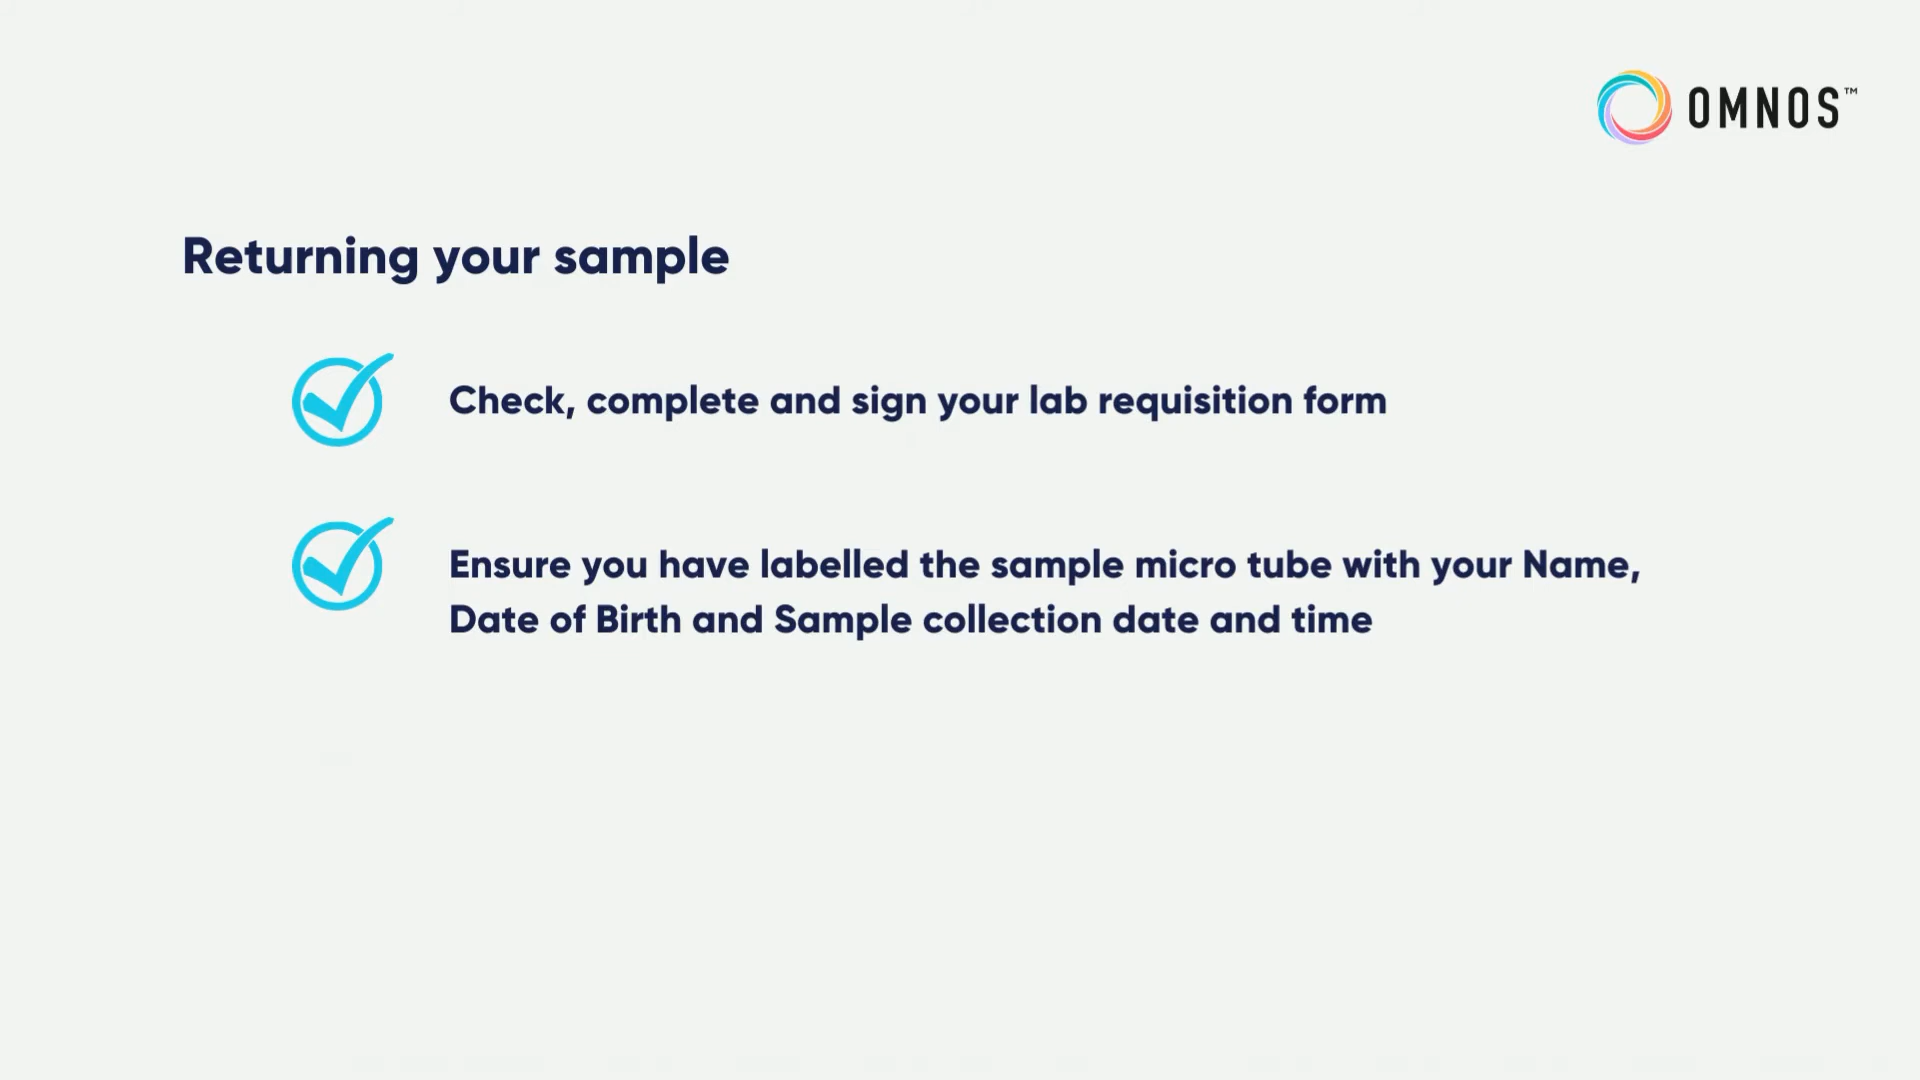 OMNOS™
Returning your sample
Check, complete and sign your lab requisition form
Ensure you have labelled the sample micro tube with your Name,
Date of Birth and Sample collection date and time